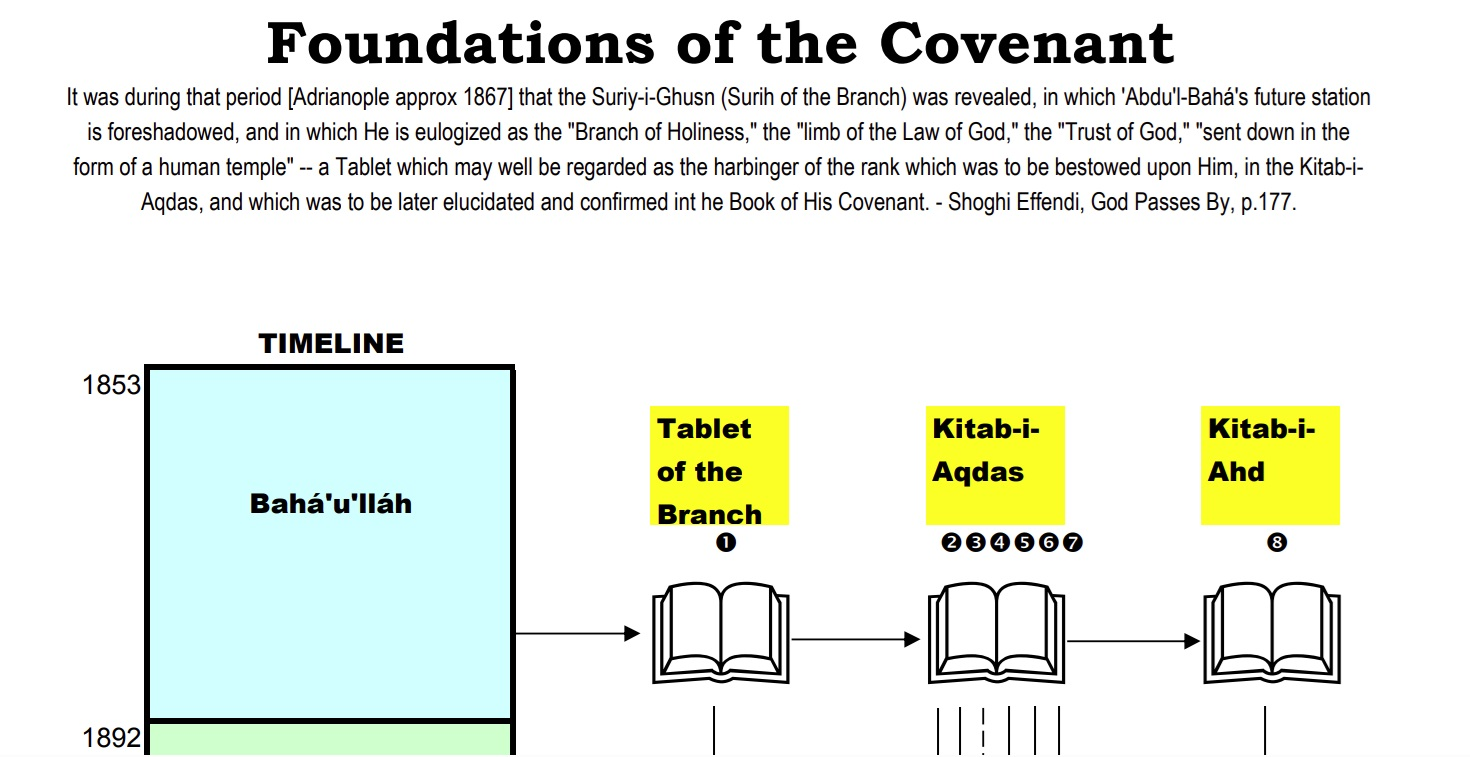 Foundations of the Covenant
It was during that period [Adrianople approx 1867] that the Suriy-i-Ghusn (Surih of the Branch) was revealed, in which 'Abdu'l-Bahá's future station
is foreshadowed, and in which He is eulogized as the "Branch of Holiness," the "limb of the Law of God," the "Trust of God," "sent down in the
form of a human temple" -- a Tablet which may well be regarded as the harbinger of the rank which was to be bestowed upon Him, in the Kitab-i-
Aqdas, and which was to be later elucidated and confirmed int he Book of His Covenant. - Shoghi Effendi, God Passes By, p.177.
TIMELINE
1853
Bahá'u'lláh
1892
Tablet
of the
Branch
❶
Kitab-i-
Aqdas
❷❸❹❺❻❼
Kitab-i-
Ahd
❽